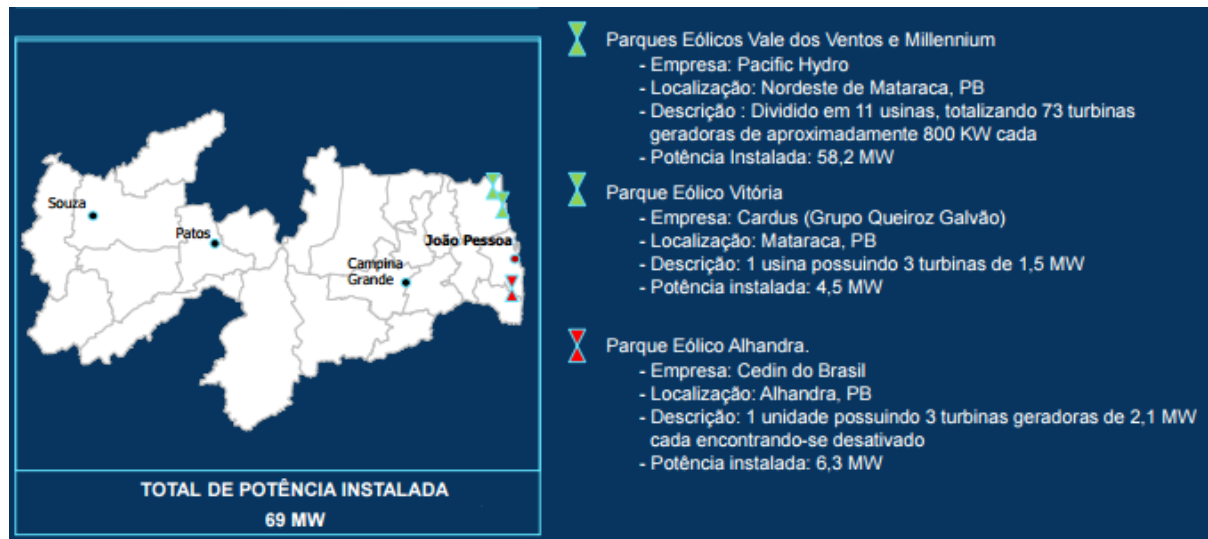 Souza
Patos
João Pessoa
Campina
Grande
TOTAL DE POTÊNCIA INSTALADA
69 MW
Parques Eólicos Vale dos Ventos e Millennium
- Empresa: Pacific Hydro
- Localização: Nordeste de Mataraca, PB
- Descrição : Dividido em 11 usinas, totalizando 73 turbinas
geradoras de aproximadamente 800 KW cada
- Potência Instalada: 58,2 MW
Parque Eólico Vitória
- Empresa: Cardus (Grupo Queiroz Galvão)
- Localização: Mataraca, PB
- Descrição: 1 usina possuindo 3 turbinas de 1,5 MW
- Potência instalada: 4,5 MW
Parque Eólico Alhandra.
- Empresa: Cedin do Brasil
- Localização: Alhandra, PB
- Descrição: 1 unidade possuindo 3 turbinas geradoras de 2,1 MW
cada encontrando-se desativado
- Potência instalada: 6,3 MW